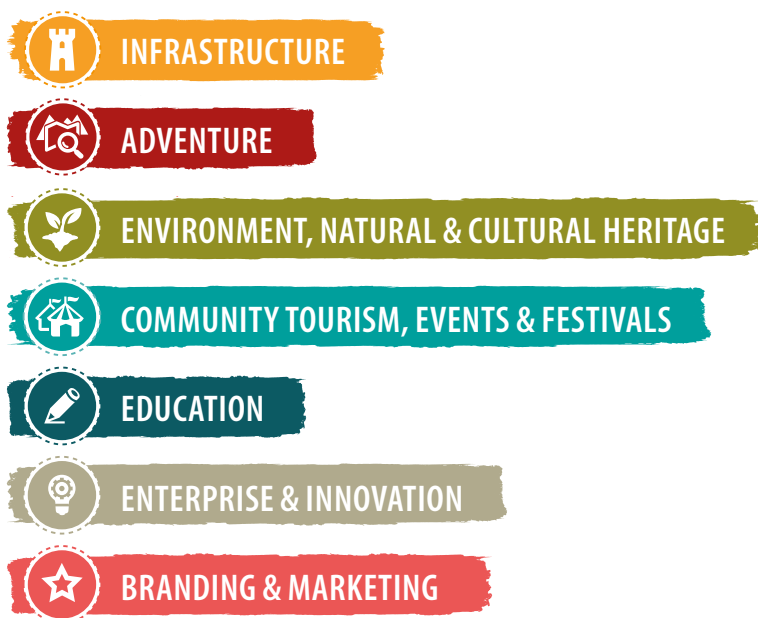 INFRASTRUCTURE
ADVENTURE
ENVIRONMENT, NATURAL & CULTURAL HERITAGE
COMMUNITY TOURISM, EVENTS & FESTIVALS
EDUCATION
ENTERPRISE & INNOVATION
BRANDING & MARKETING